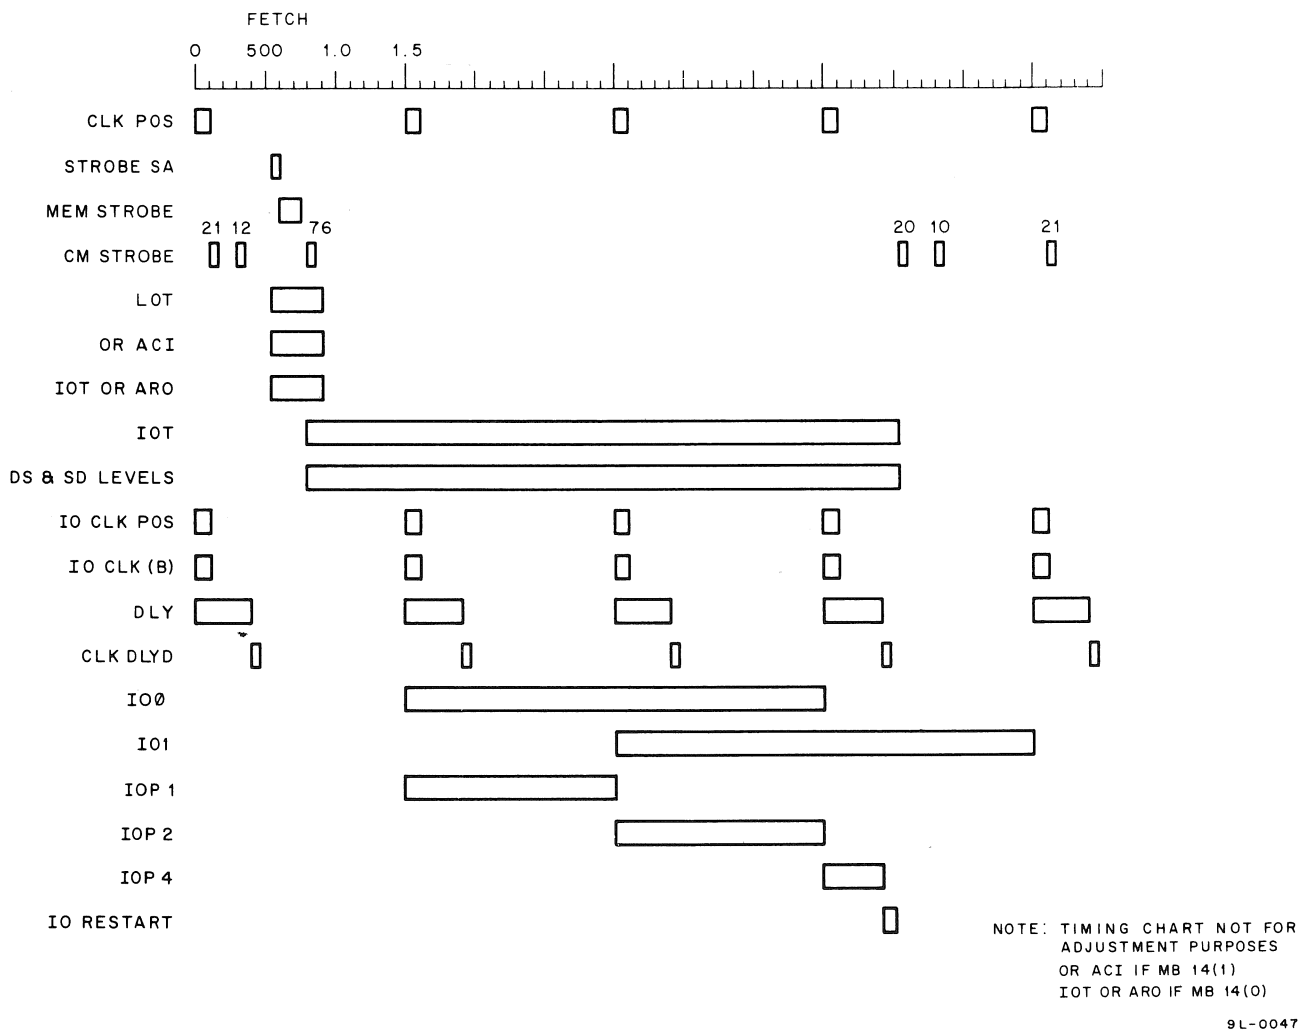 FETCH
0 500 1.0 1.5
CLK POS
STROBE SA
MEM STROBE
21 12 76 20 10 21
CM STROBE
LOT
OR ACI
IOT OR ARO
IOT
DS & SD LEVELS
IO CLK POS
IO CLK (B)
DLY
CLK DLYD
IOØ
IO1
IOP 1
IOP 2
IOP 4
IO RESTART
NOTE: TIMING CHART NOT FOR
ADJUSTMENT PURPOSES
OR ACI IF MB 14(1)
IOT OR ARO IF MB 14(0)
9L-0047